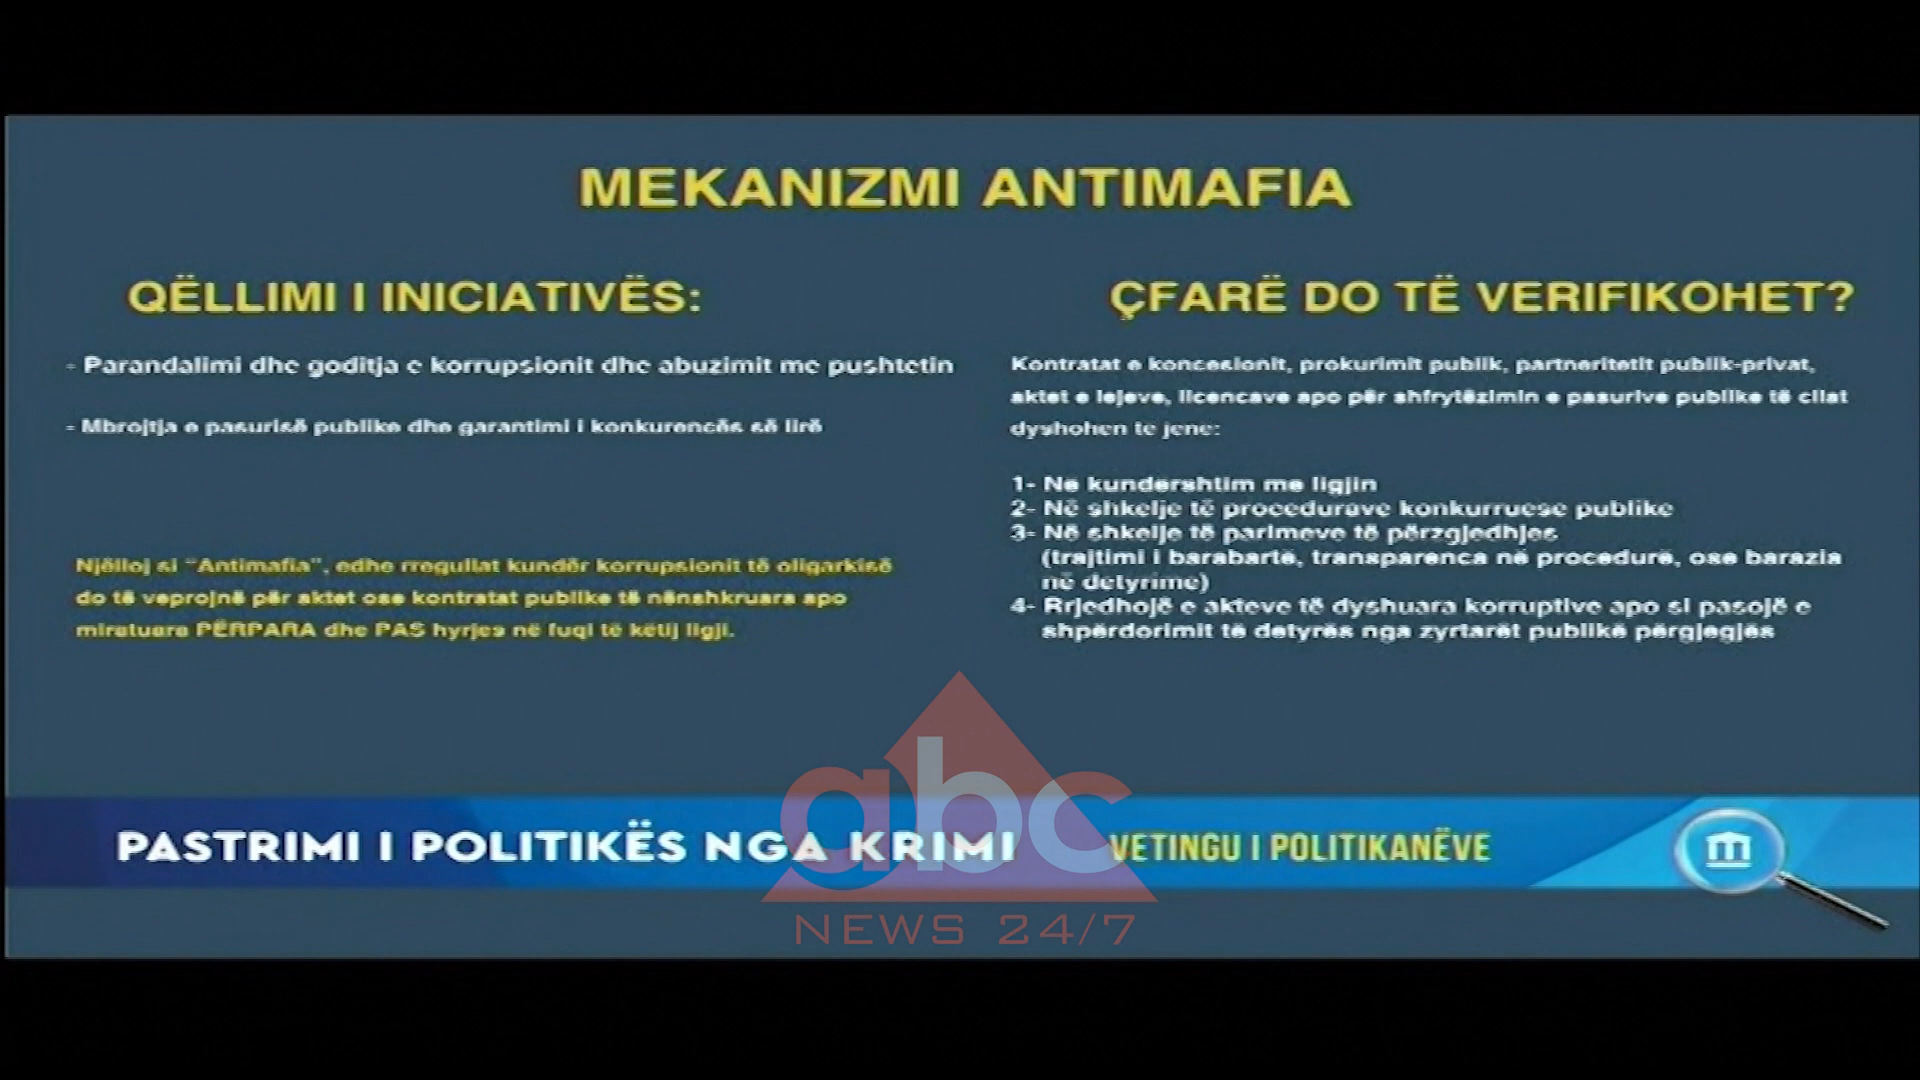 MEKANIZMI ANTIMAFIA
QËLLIMI I INICIATIVËS:
- Parandalimi dhe goditja e korrupsionit dhe abuzimit me pushtetin
- Mbrojtja e pasurisë publike dhe garantimi i konkurencës së lirë
Njëlloj si "Antimafia", edhe rregullat kundër korrupsionit të oligarkisë
do të veprojnë për aktet ose kontratat publike të nënshkruara apo
miratuara PËRPARA dhe PAS hyrjes në fuqi të këtij ligji.
ÇFARË DO TË VERIFIKOHET?
Kontratat e koncesionit, prokurimit publik, partneritetit publik-privat,
aktet e lejeve, licencave apo për shfrytëzimin e pasurive publike të cilat
dyshohen te jene:
1- Ne kundershtim me ligjin
2- Në shkelje të procedurave konkurruese publike
3- Në shkelje të parimeve të përzgjedhjes
(trajtimi i barabartë, transparenca në procedurë, ose barazia
në detyrime)
4- Rrjedhojë e akteve të dyshuara korruptive apo si pasojë e
shpërdorimit të detyrës nga zyrtarët publikë përgjegjës
PASTRIMI I POLITIKËS NGA KRIMI
VETINGU I POLITIKANËVE
abc
NEWS 24/7